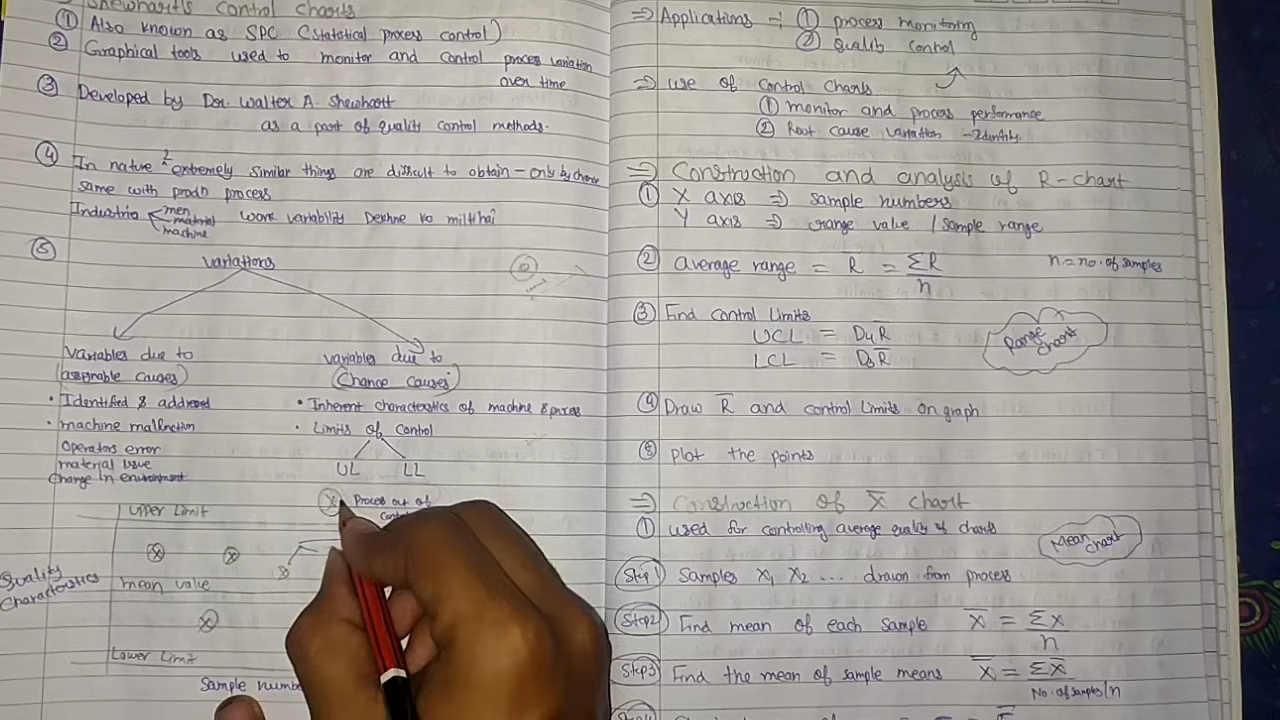 Shewhart's Control Charts
① Also known as SPC (Statistical process control)
② Graphical tools used to monitor and control process variation
over time
③ Developed by Dr. Walter A. Shewhart
as a part of quality control methods.
④ In nature 2 extremely similar things are difficult to obtain - only by chance
same with prodn process
Industrio men
material
machine
work variability Dekhne ko milti hai
⑤ Variations
Variables due to
(assignable causes)
• Identified & addressed
• machine malfnction
Operators error
material issue
change in environment
Variables due to
(Chance causes)
• Inherent characteristics of machine & process
• Limits of control
UL LL
Process out of
Upper Limit
Quality
Characteristics
mean value
Lower Limit
Sample numbe
⇒ Applications :- ① process monitoring
② Quality control
⇒ use of control charts
① monitor and process performance
② Root cause variation - Identify.
⇒ Construction and analysis of R-chart
① X axis ⇒ sample numbers
Y axis ⇒ range value / sample range
② average range = R̅ = ΣR/n n = no. of samples
③ Find control Limits
UCL = D4R̅
LCL = D3R̅
Range chart
④ Draw R̅ and control Limits on graph
⑤ plot the points
⇒ Construction of X̅ chart
① used for controlling average quality of charts
Mean chart
Step1 Samples x1 x2 ... drawn from process
Step2 Find mean of each sample X̅ = Σx/n
Step3 Find the mean of sample means X̿ = ΣX̅/No. of samples/n